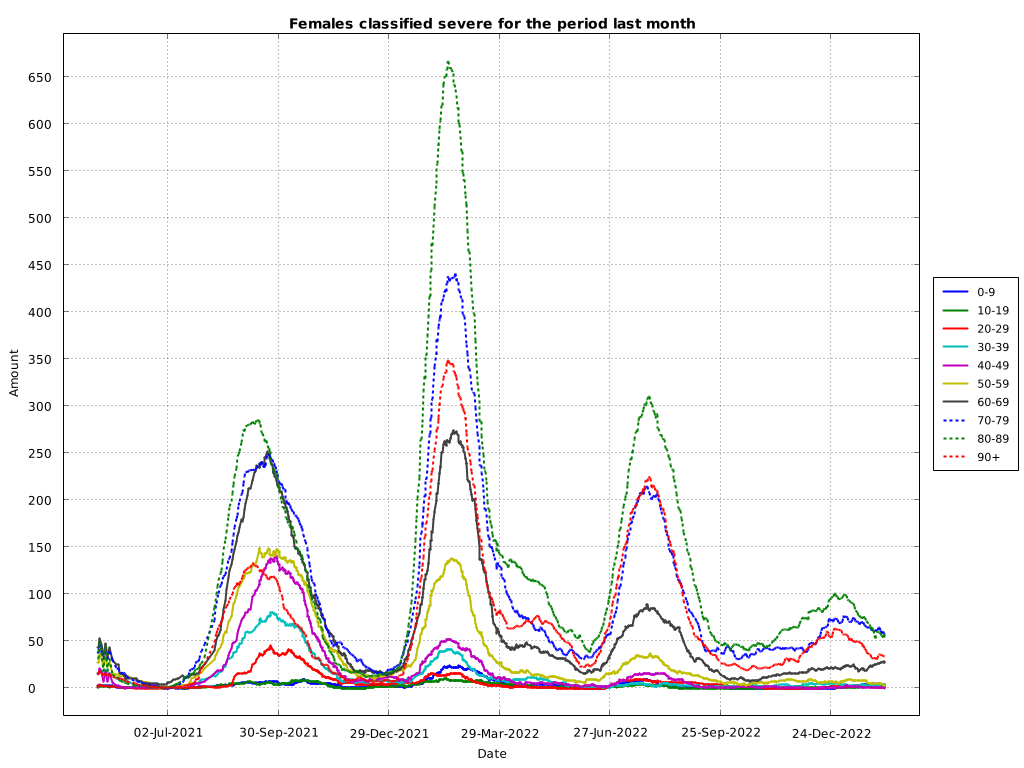 Females classified severe for the period last month
650
600
550
500
450
400
350
300
250
200
150
100
50
0
Amount
02-Jul-2021
30-Sep-2021
29-Dec-2021
29-Mar-2022
27-Jun-2022
25-Sep-2022
24-Dec-2022
Date
0-9
10-19
20-29
30-39
40-49
50-59
60-69
70-79
80-89
90+